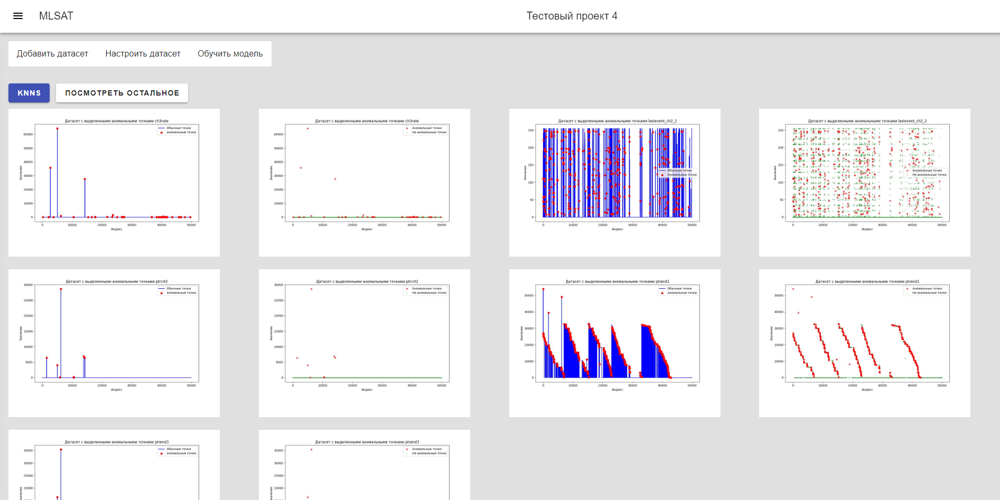 MLSAT
Тестовый проект 4
Добавить датасет
Настроить датасет
Обучить модель
KNNS
ПОСМОТРЕТЬ ОСТАЛЬНОЕ
Датасет с выделенными аномальными точками ch3rate
Обычные точки
Аномальные точки
Значение
60000
50000
40000
30000
20000
10000
0
0 10000 20000 30000 40000 50000
Индекс
Датасет с выделенными аномальными точками ch3rate
Аномальные точки
Не аномальные точки
Значение
60000
50000
40000
30000
20000
10000
0
0 10000 20000 30000 40000 50000
Индекс
Датасет с выделенными аномальными точками lastevent_ch2_2
Обычные точки
Аномальные точки
Значение
250
200
150
100
50
0
0 10000 20000 30000 40000 50000
Индекс
Датасет с выделенными аномальными точками lastevent_ch2_2
Аномальные точки
Не аномальные точки
Значение
250
200
150
100
50
0
0 10000 20000 30000 40000 50000
Индекс
Датасет с выделенными аномальными точками ptrcrt2
Обычные точки
Аномальные точки
Значение
30000
25000
20000
15000
10000
5000
0
0 10000 20000 30000 40000 50000
Индекс
Датасет с выделенными аномальными точками ptrcrt2
Аномальные точки
Не аномальные точки
Значение
30000
25000
20000
15000
10000
5000
0
0 10000 20000 30000 40000 50000
Индекс
Датасет с выделенными аномальными точками ptrend1
Обычные точки
Аномальные точки
Значение
50000
40000
30000
20000
10000
0
0 10000 20000 30000 40000 50000
Индекс
Датасет с выделенными аномальными точками ptrend1
Аномальные точки
Не аномальные точки
Значение
50000
40000
30000
20000
10000
0
0 10000 20000 30000 40000 50000
Индекс
Датасет с выделенными аномальными точками ptrend3
Обычные точки
Аномальные точки
35000
30000
25000
20000
Датасет с выделенными аномальными точками ptrend3
Аномальные точки
Не аномальные точки
35000
30000
25000
20000